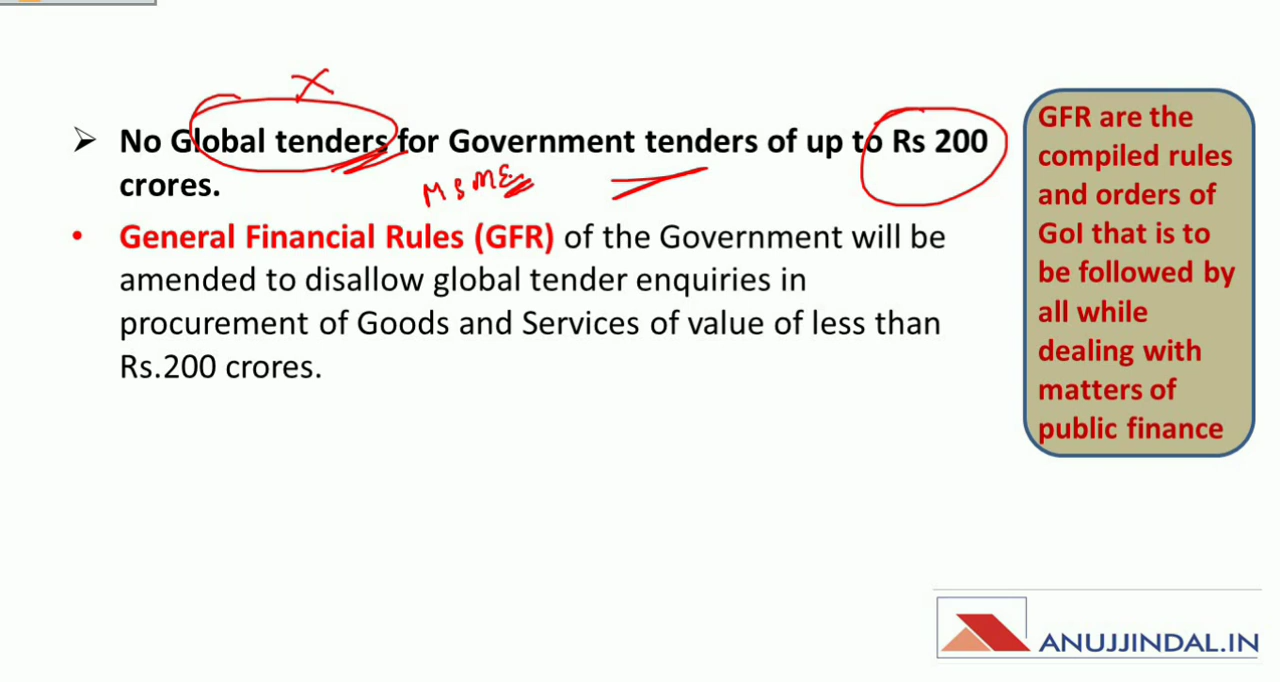 X
➢ No Global tenders for Government tenders of up to Rs 200
crores.
MSME
• General Financial Rules (GFR) of the Government will be
amended to disallow global tender enquiries in
procurement of Goods and Services of value of less than
Rs.200 crores.
GFR are the
compiled rules
and orders of
GoI that is to
be followed by
all while
dealing with
matters of
public finance
ANUJJINDAL.IN